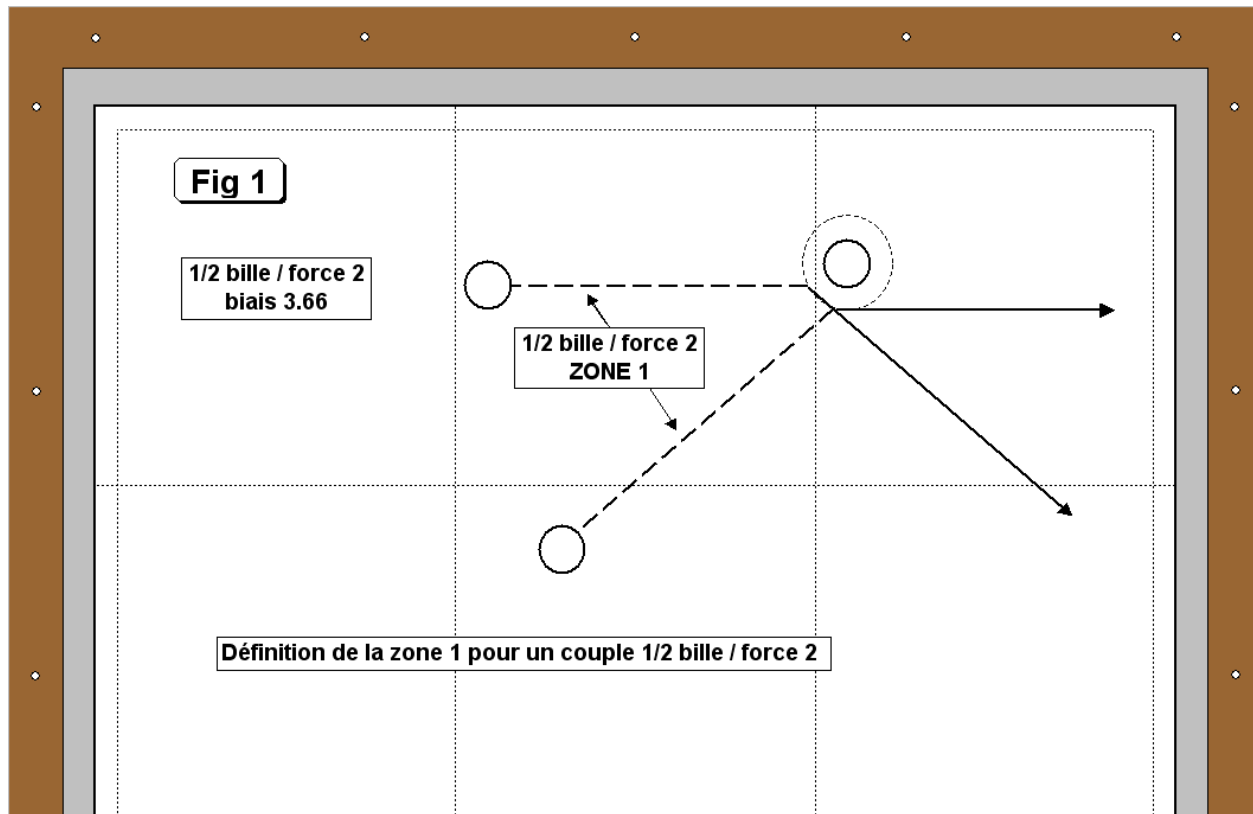 Fig 1
1/2 bille / force 2
biais 3.66
1/2 bille / force 2
ZONE 1
Définition de la zone 1 pour un couple 1/2 bille / force 2